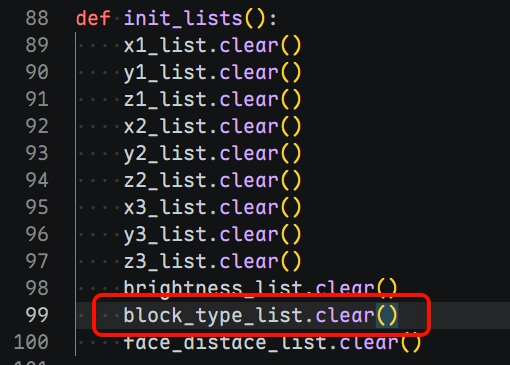 88 def init_lists():
89 x1_list.clear()
90 y1_list.clear()
91 z1_list.clear()
92 x2_list.clear()
93 y2_list.clear()
94 z2_list.clear()
95 x3_list.clear()
96 y3_list.clear()
97 z3_list.clear()
98 brightness_list.clear()
99 block_type_list.clear()
100 face_distace_list.clear()